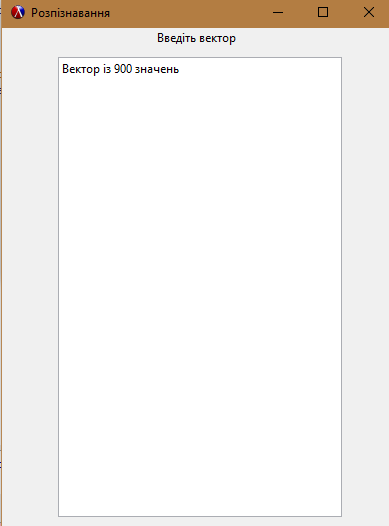 Розпізнавання
Введіть вектор
Вектор із 900 значень